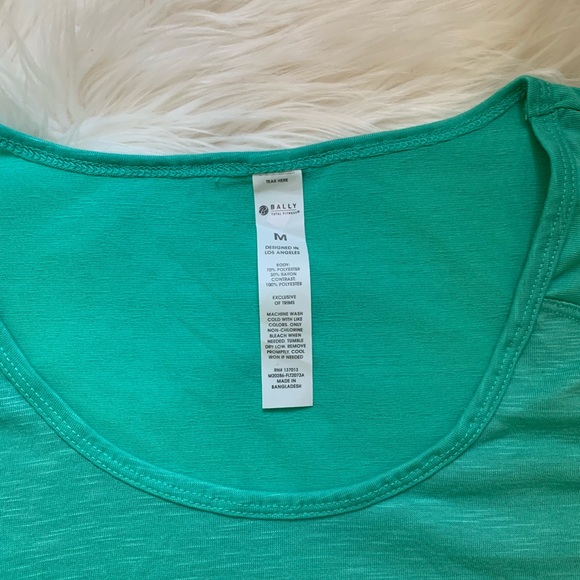 TEAR HERE
BALLY
TOTAL FITNESS
M
DESIGNED IN
LOS ANGELES
BODY:
70% POLYESTER
30% RAYON
CONTRAST:
100% POLYESTER
EXCLUSIVE
OF TRIMS
MACHINE WASH
COLD WITH LIKE
COLORS. ONLY
NON-CHLORINE
BLEACH WHEN
NEEDED. TUMBLE
DRY LOW. REMOVE
PROMPTLY. COOL
WON IF NEEDED
RN# 137013
MADE IN
BANGLADESH